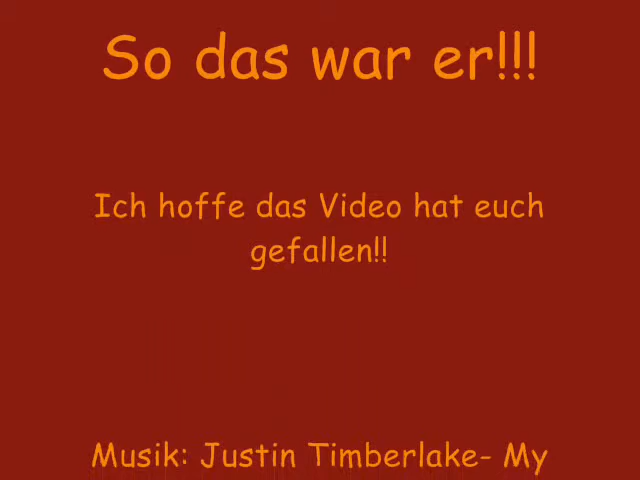 So das war er!!!
Ich hoffe das Video hat euch
gefallen!!
Musik: Justin Timberlake- My